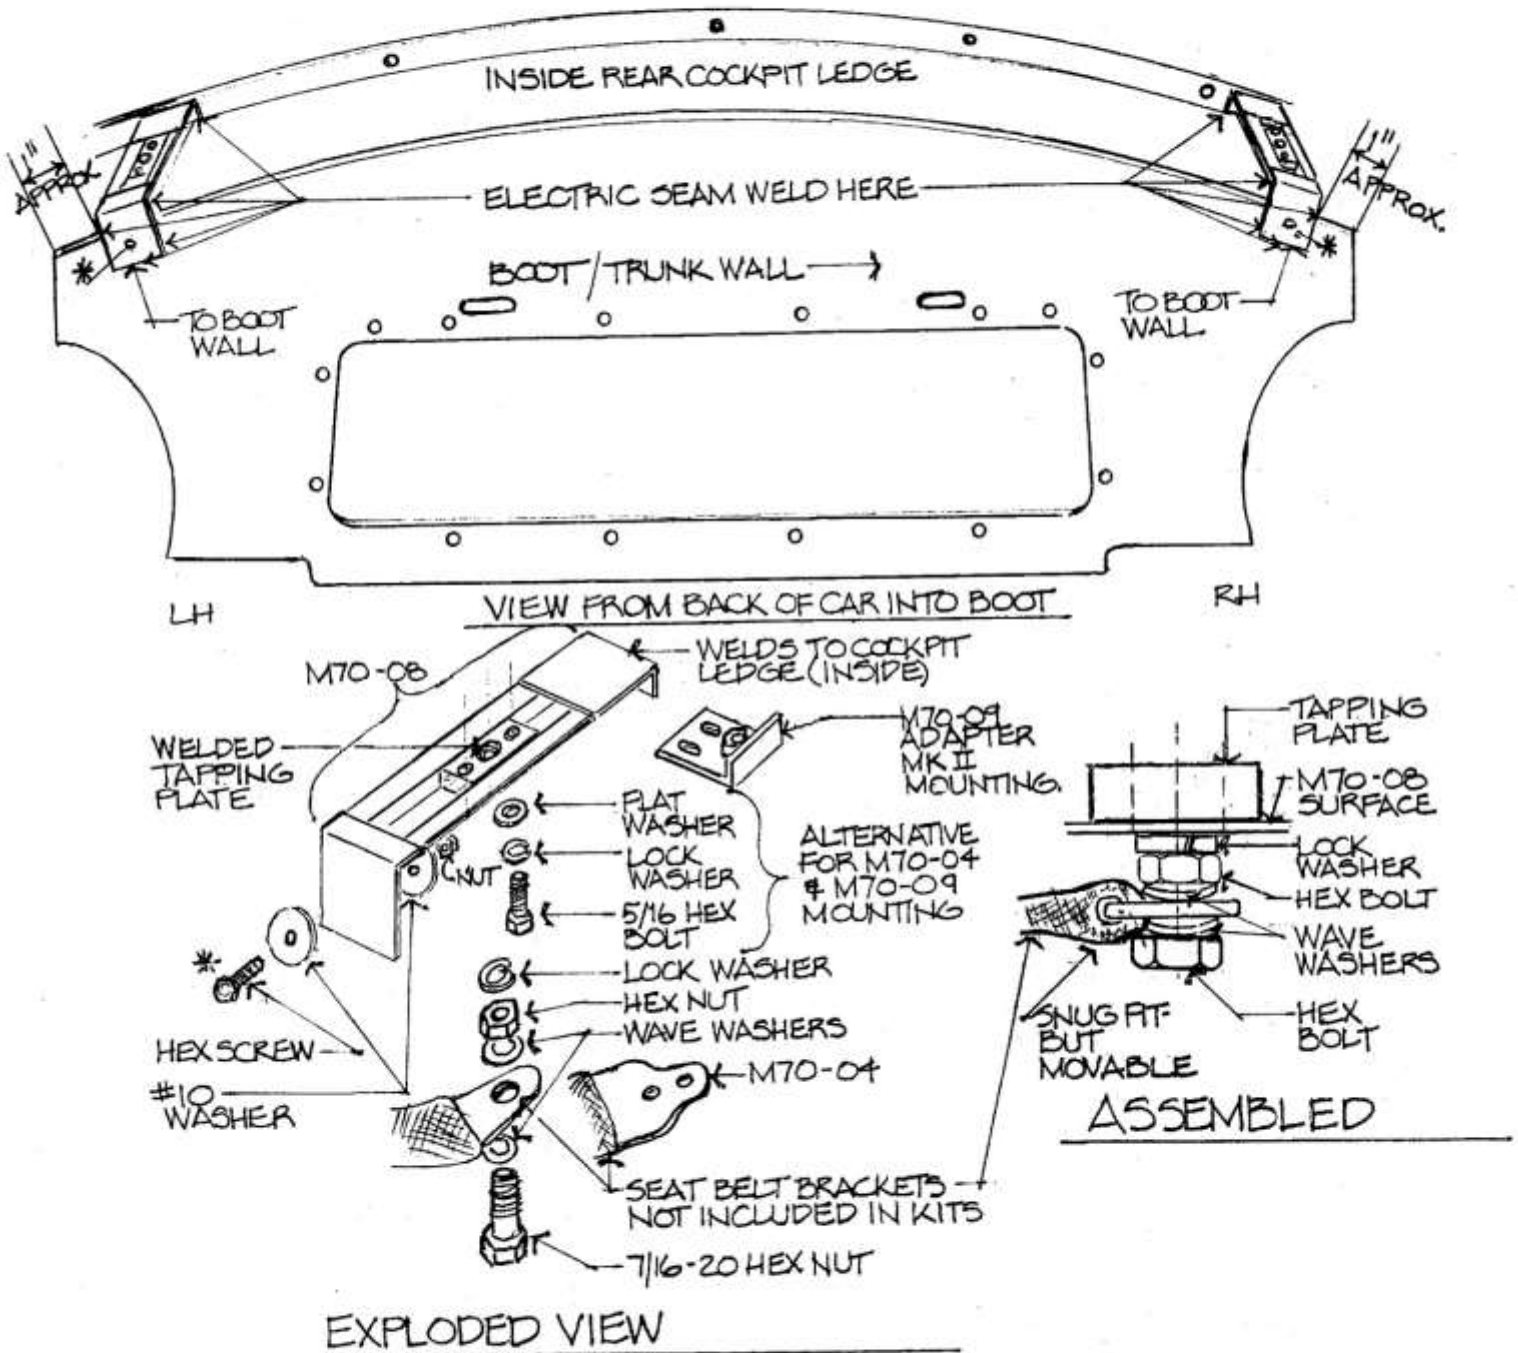 INSIDE REAR COCKPIT LEDGE
1"
APPROX
1"
APPROX.
ELECTRIC SEAM WELD HERE
*
*
BOOT / TRUNK WALL
TO BOOT
WALL
TO BOOT
WALL
LH
VIEW FROM BACK OF CAR INTO BOOT
RH
M70-08
WELDS TO COCKPIT
LEDGE (INSIDE)
WELDED
TAPPING
PLATE
M70-09
ADAPTER
MK II
MOUNTING.
FLAT
WASHER
LOCK
WASHER
5/16 HEX
BOLT
ALTERNATIVE
FOR M70-04
& M70-09
MOUNTING
NUT
*
LOCK WASHER
HEX NUT
WAVE WASHERS
HEX SCREW
#10
WASHER
M70-04
SEAT BELT BRACKETS
NOT INCLUDED IN KITS
7/16-20 HEX NUT
EXPLODED VIEW
TAPPING
PLATE
M70-08
SURFACE
LOCK
WASHER
HEX BOLT
WAVE
WASHERS
SNUG FIT
BUT
MOVABLE
HEX
BOLT
ASSEMBLED